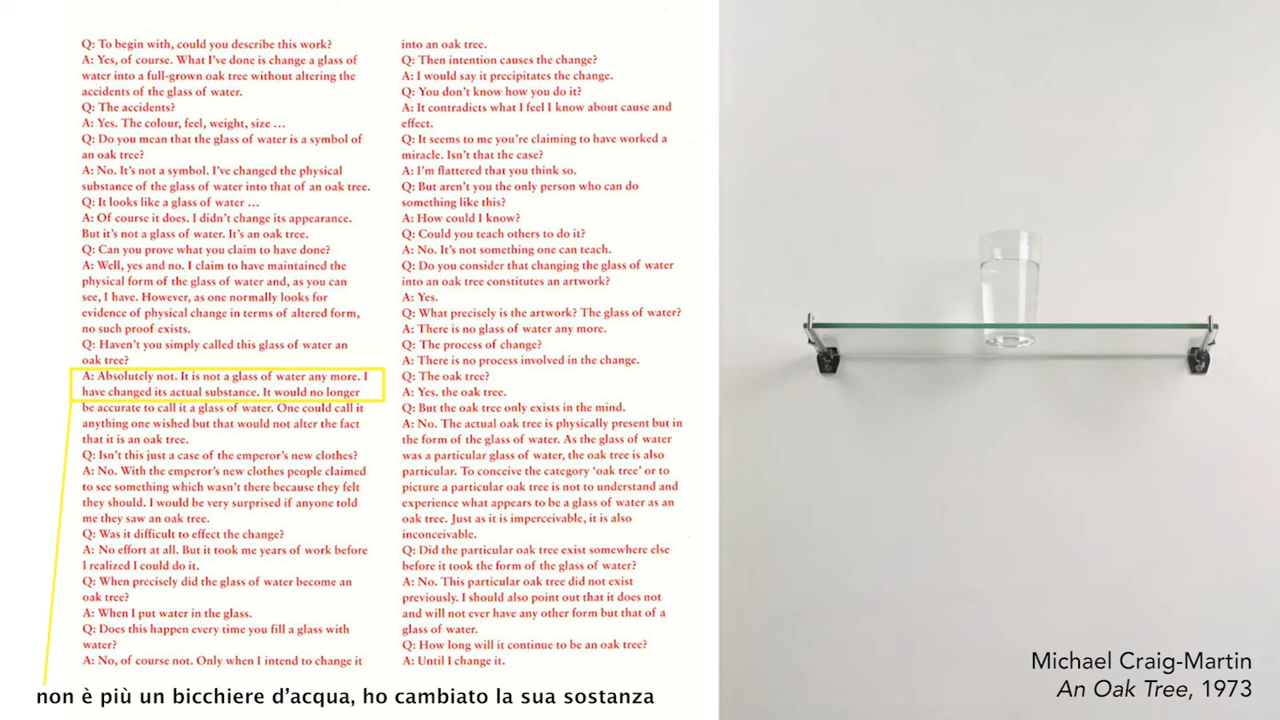 Q: To begin with, could you describe this work?
A: Yes, of course. What I've done is change a glass of
water into a full-grown oak tree without altering the
accidents of the glass of water.
Q: The accidents?
A: Yes. The colour, feel, weight, size ...
Q: Do you mean that the glass of water is a symbol of
an oak tree?
A: No. It's not a symbol. I've changed the physical
substance of the glass of water into that of an oak tree.
Q: It looks like a glass of water ...
A: Of course it does. I didn't change its appearance.
But it's not a glass of water. It's an oak tree.
Q: Can you prove what you claim to have done?
A: Well, yes and no. I claim to have maintained the
physical form of the glass of water and, as you can
see, I have. However, as one normally looks for
evidence of physical change in terms of altered form,
no such proof exists.
Q: Haven't you simply called this glass of water an
oak tree?
A: Absolutely not. It is not a glass of water any more. I
have changed its actual substance. It would no longer
be accurate to call it a glass of water. One could call it
anything one wished but that would not alter the fact
that it is an oak tree.
Q: Isn't this just a case of the emperor's new clothes?
A: No. With the emperor's new clothes people claimed
to see something which wasn't there because they felt
they should. I would be very surprised if anyone told
me they saw an oak tree.
Q: Was it difficult to effect the change?
A: No effort at all. But it took me years of work before
I realized I could do it.
Q: When precisely did the glass of water become an
oak tree?
A: When I put water in the glass.
Q: Does this happen every time you fill a glass with
water?
A: No, of course not. Only when I intend to change it
into an oak tree.
Q: Then intention causes the change?
A: I would say it precipitates the change.
Q: You don't know how you do it?
A: It contradicts what I feel I know about cause and
effect.
Q: It seems to me you're claiming to have worked a
miracle. Isn't that the case?
A: I'm flattered that you think so.
Q: But aren't you the only person who can do
something like this?
A: How could I know?
Q: Could you teach others to do it?
A: No. It's not something one can teach.
Q: Do you consider that changing the glass of water
into an oak tree constitutes an artwork?
A: Yes.
Q: What precisely is the artwork? The glass of water?
A: There is no glass of water any more.
Q: The process of change?
A: There is no process involved in the change.
Q: The oak tree?
A: Yes. the oak tree.
Q: But the oak tree only exists in the mind.
A: No. The actual oak tree is physically present but in
the form of the glass of water. As the glass of water
was a particular glass of water, the oak tree is also
particular. To conceive the category 'oak tree' or to
picture a particular oak tree is not to understand and
experience what appears to be a glass of water as an
oak tree. Just as it is imperceivable, it is also
inconceivable.
Q: Did the particular oak tree exist somewhere else
before it took the form of the glass of water?
A: No. This particular oak tree did not exist
previously. I should also point out that it does not
and will not ever have any other form but that of a
glass of water.
Q: How long will it continue to be an oak tree?
A: Until I change it.
non è più un bicchiere d'acqua, ho cambiato la sua sostanza
Michael Craig-Martin
An Oak Tree, 1973